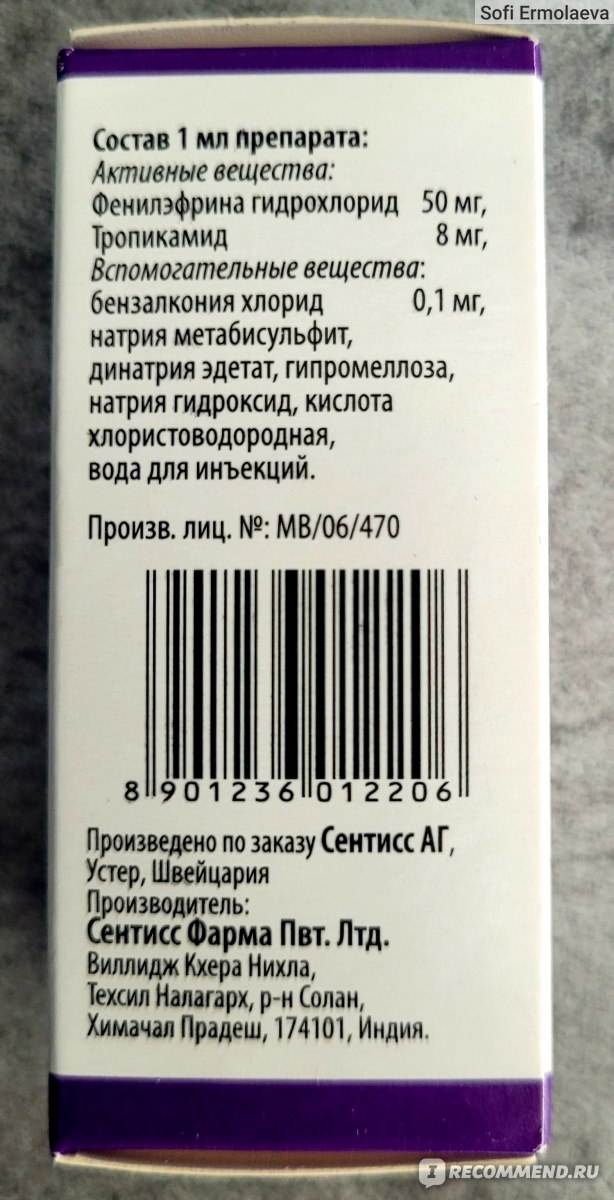 Sofi Ermolaeva
Состав 1 мл препарата:
Активные вещества:
Фенилэфрина гидрохлорид 50 мг,
Тропикамид 8 мг,
Вспомогательные вещества:
бензалкония хлорид 0,1 мг,
натрия метабисульфит,
динатрия эдетат, гипромеллоза,
натрия гидроксид, кислота
хлористоводородная,
вода для инъекций.
Произв. лиц. №: MB/06/470
8 901236 012206
Произведено по заказу Сентисс АГ,
Устер, Швейцария
Производитель:
Сентисс Фарма Пвт. Лтд.
Виллидж Кхера Нихла,
Техсил Налагарх, р-н Солан,
Химачал Прадеш, 174101, Индия.
IRECOMMEND.RU